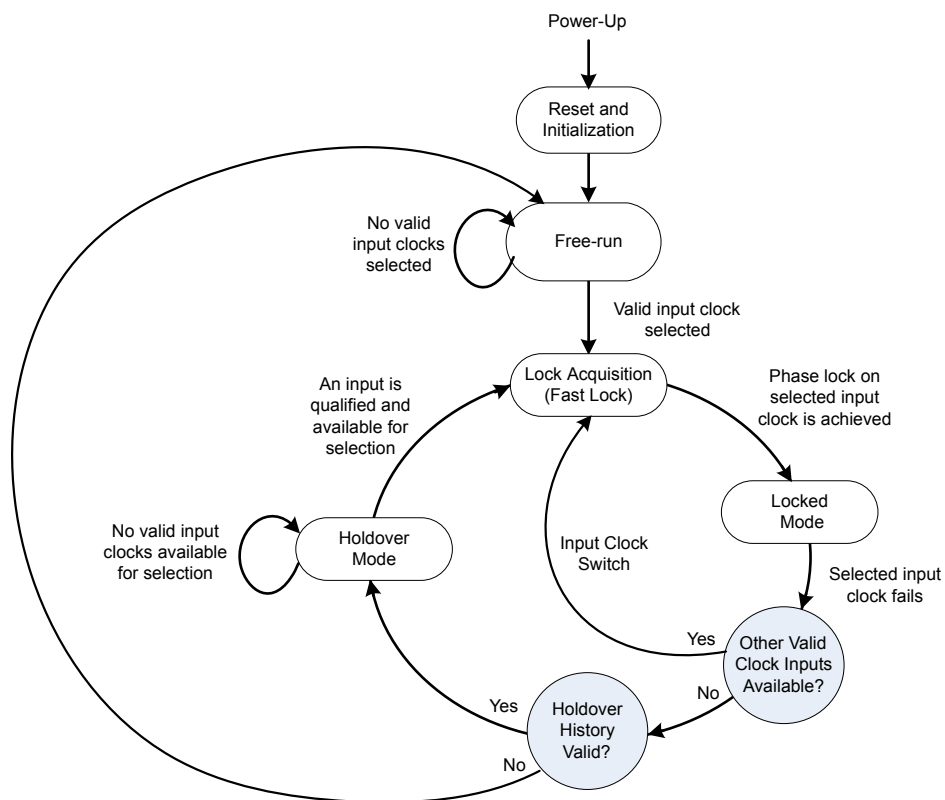 Power-Up
Reset and
Initialization
No valid
input clocks
selected
Free-run
Valid input clock
selected
An input is
qualified and
available for
selection
Lock Acquisition
(Fast Lock)
Phase lock on
selected input
clock is achieved
Locked
Mode
No valid input
clocks available
for selection
Holdover
Mode
Input Clock
Switch
Selected input
clock fails
Yes
Other Valid
Clock Inputs
Available?
No
Yes
Holdover
History
Valid?
No